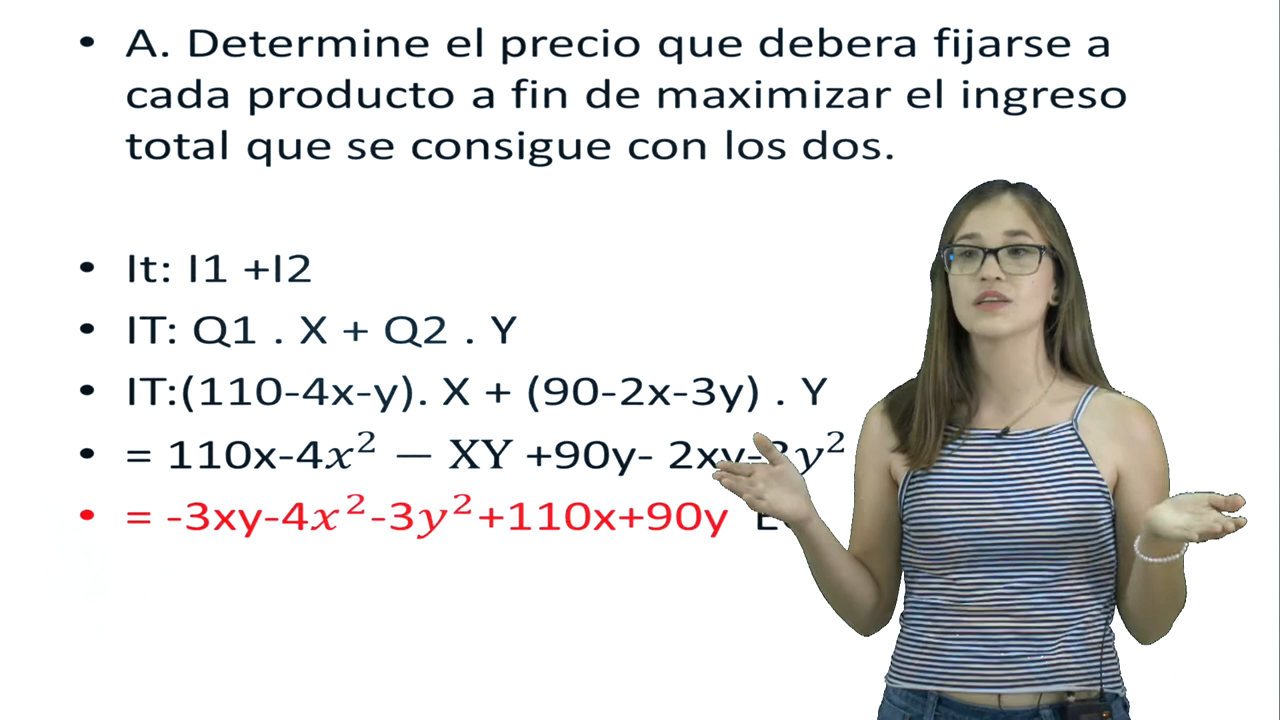 • A. Determine el precio que debera fijarse a
cada producto a fin de maximizar el ingreso
total que se consigue con los dos.
• It: I1 +I2
• IT: Q1 . X + Q2 . Y
• IT:(110-4x-y). X + (90-2x-3y) . Y
• = 110x-4𝑥² − XY +90y- 2xy-3𝑦²
• = -3xy-4𝑥²-3𝑦²+110x+90y